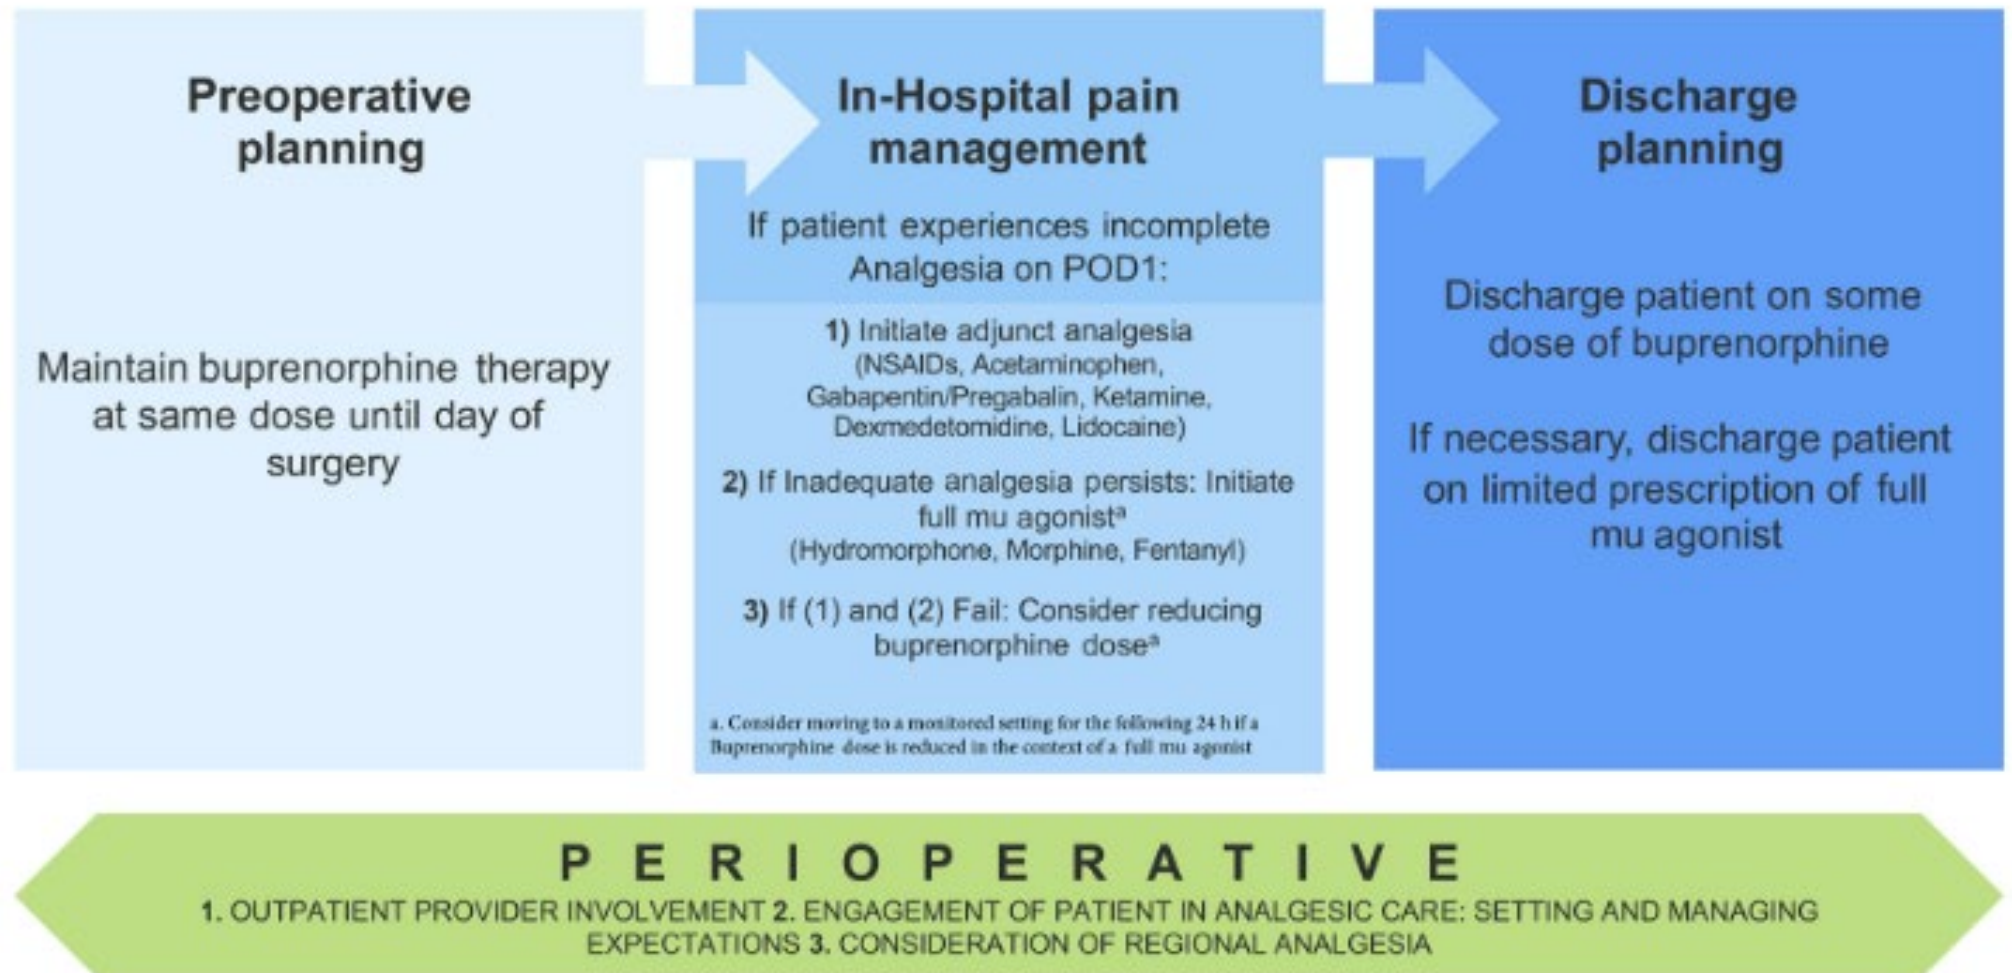 Preoperative
planning
Maintain buprenorphine therapy
at same dose until day of
surgery
In-Hospital pain
management
If patient experiences incomplete
Analgesia on POD1:
1) Initiate adjunct analgesia
(NSAIDs, Acetaminophen,
Gabapentin/Pregabalin, Ketamine,
Dexmedetomidine, Lidocaine)
2) If Inadequate analgesia persists: Initiate
full mu agonistᵃ
(Hydromorphone, Morphine, Fentanyl)
3) If (1) and (2) Fail: Consider reducing
buprenorphine doseᵃ
a. Consider moving to a monitored setting for the following 24 h if a
Buprenorphine dose is reduced in the context of a full mu agonist
Discharge
planning
Discharge patient on some
dose of buprenorphine
If necessary, discharge patient
on limited prescription of full
mu agonist
PERIOPERATIVE
1. OUTPATIENT PROVIDER INVOLVEMENT 2. ENGAGEMENT OF PATIENT IN ANALGESIC CARE: SETTING AND MANAGING
EXPECTATIONS 3. CONSIDERATION OF REGIONAL ANALGESIA